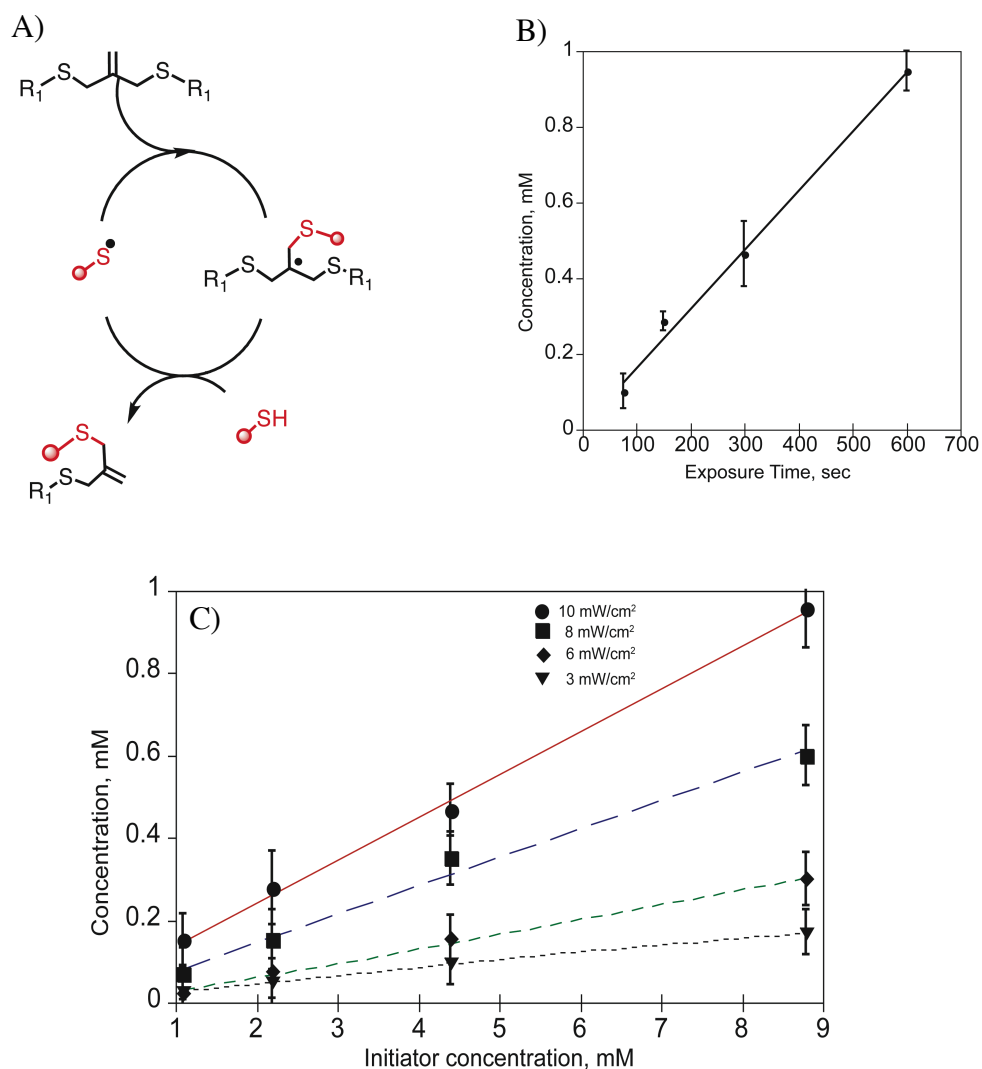 A)
S
S
R1
R1
S
S
S
S
R1
R1
SH
S
S
R1
B)
1
0.8
0.6
0.4
0.2
0
0
100
200
300
400
500
600
700
Concentration, mM
Exposure Time, sec
C)
1
0.8
0.6
0.4
0.2
0
1
2
3
4
5
6
7
8
9
10 mW/cm²
8 mW/cm²
6 mW/cm²
3 mW/cm²
Concentration, mM
Initiator concentration, mM